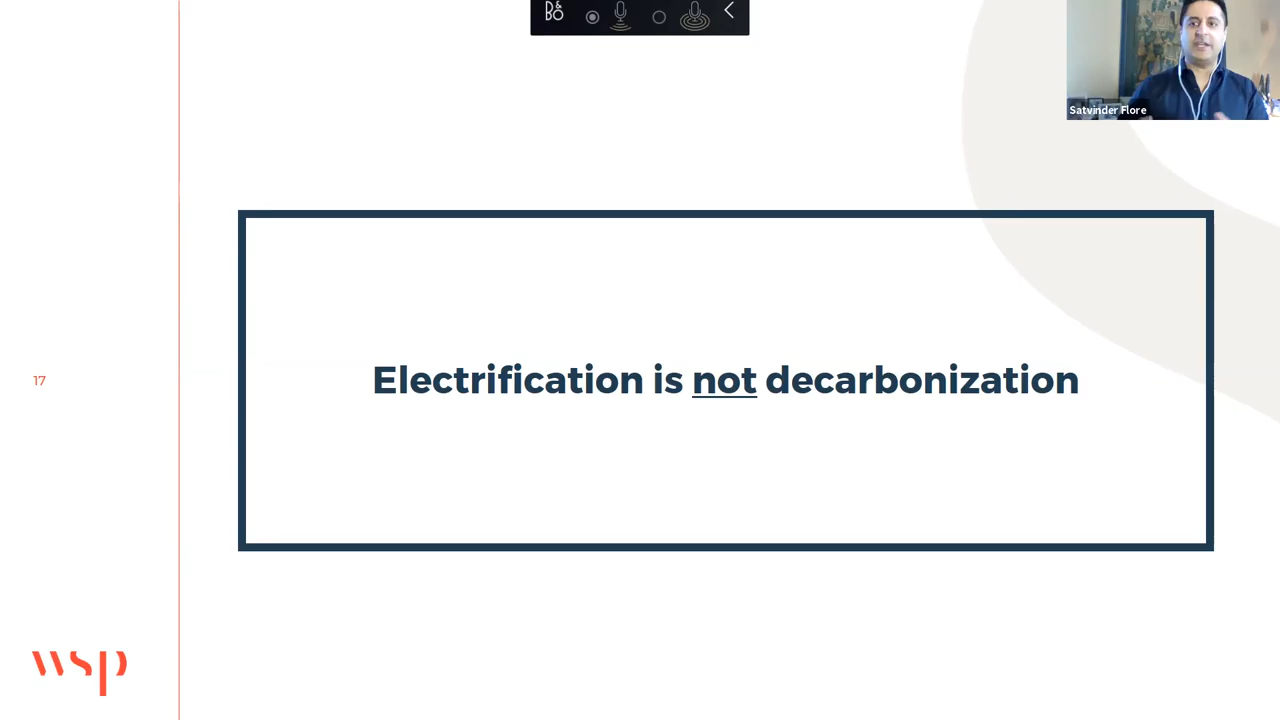 B&O
Satvinder Flore
17
Electrification is not decarbonization
wsp